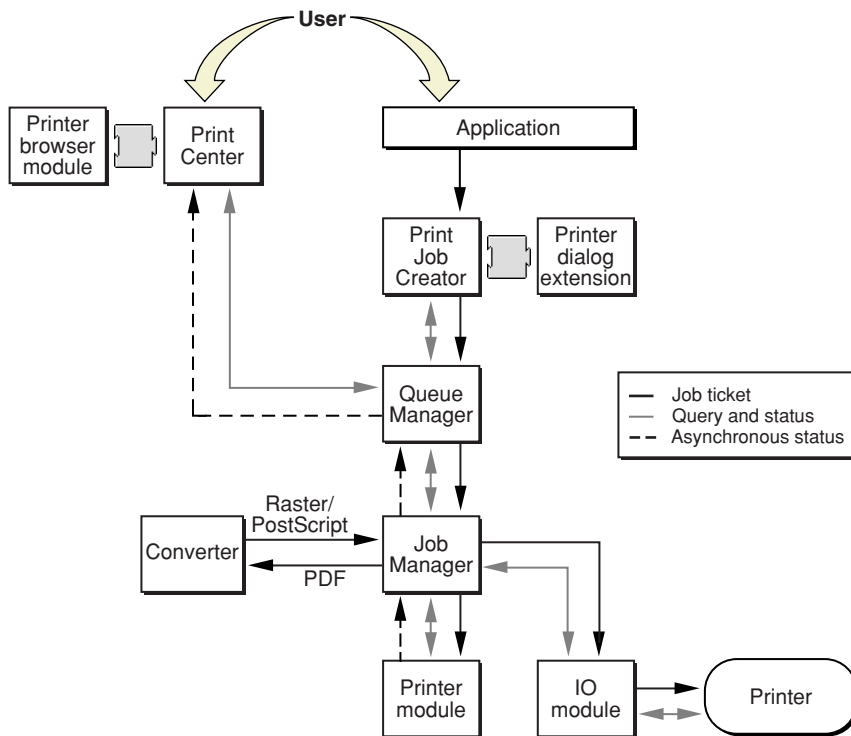 User
Printer
browser
module
Print
Center
Application
Print
Job
Creator
Printer
dialog
extension
Queue
Manager
Job ticket
Query and status
Asynchronous status
Raster/
PostScript
Converter
PDF
Job
Manager
Printer
module
IO
module
Printer